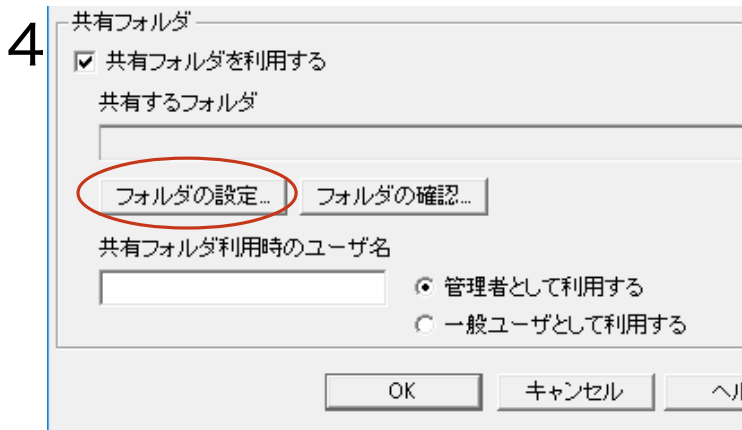 4
共有フォルダ
共有フォルダを利用する
共有するフォルダ
フォルダの設定... フォルダの確認...
共有フォルダ利用時のユーザ名
管理者として利用する
一般ユーザとして利用する
OK キャンセル ヘル